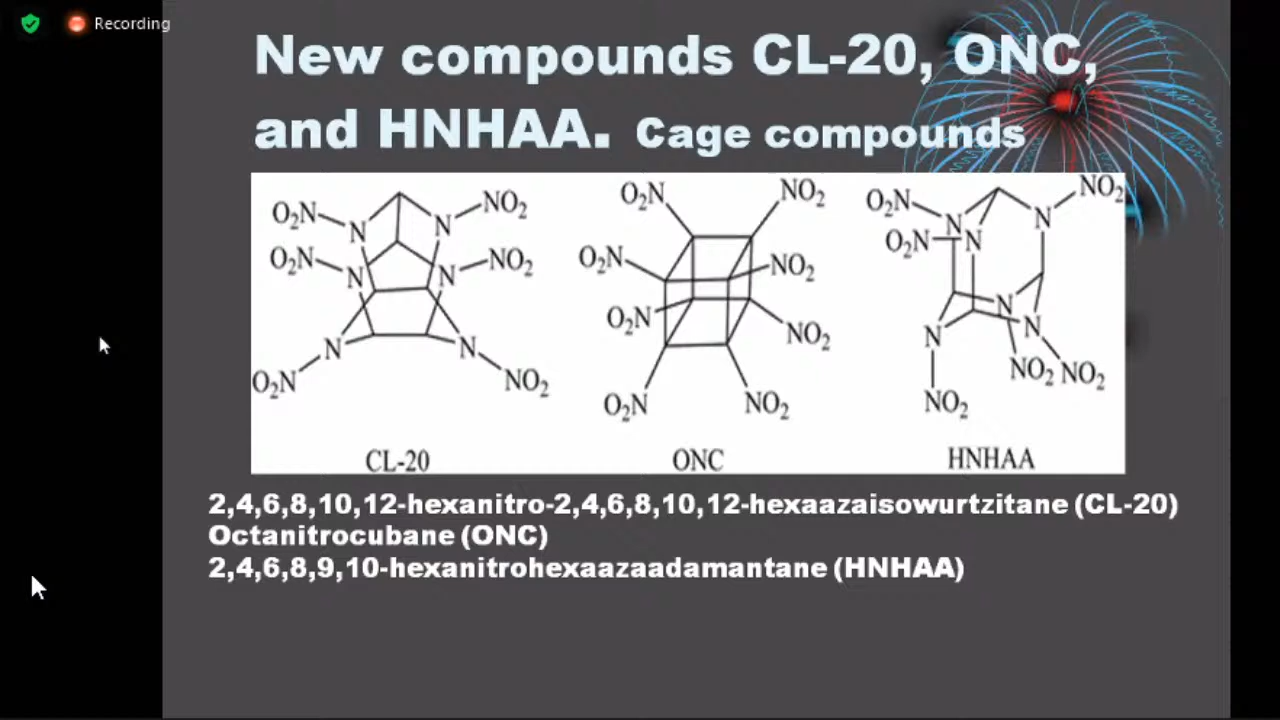 Recording
New compounds CL-20, ONC,
and HNHAA. Cage compounds
O₂N N N NO₂
O₂N N N NO₂
N N
O₂N NO₂
CL-20
O₂N NO₂
O₂N NO₂
O₂N NO₂
O₂N NO₂
ONC
O₂N N N NO₂
O₂N N
N N N
NO₂ NO₂
NO₂
HNHAA
2,4,6,8,10,12-hexanitro-2,4,6,8,10,12-hexaazaisowurtzitane (CL-20)
Octanitrocubane (ONC)
2,4,6,8,9,10-hexanitrohexaazaadamantane (HNHAA)